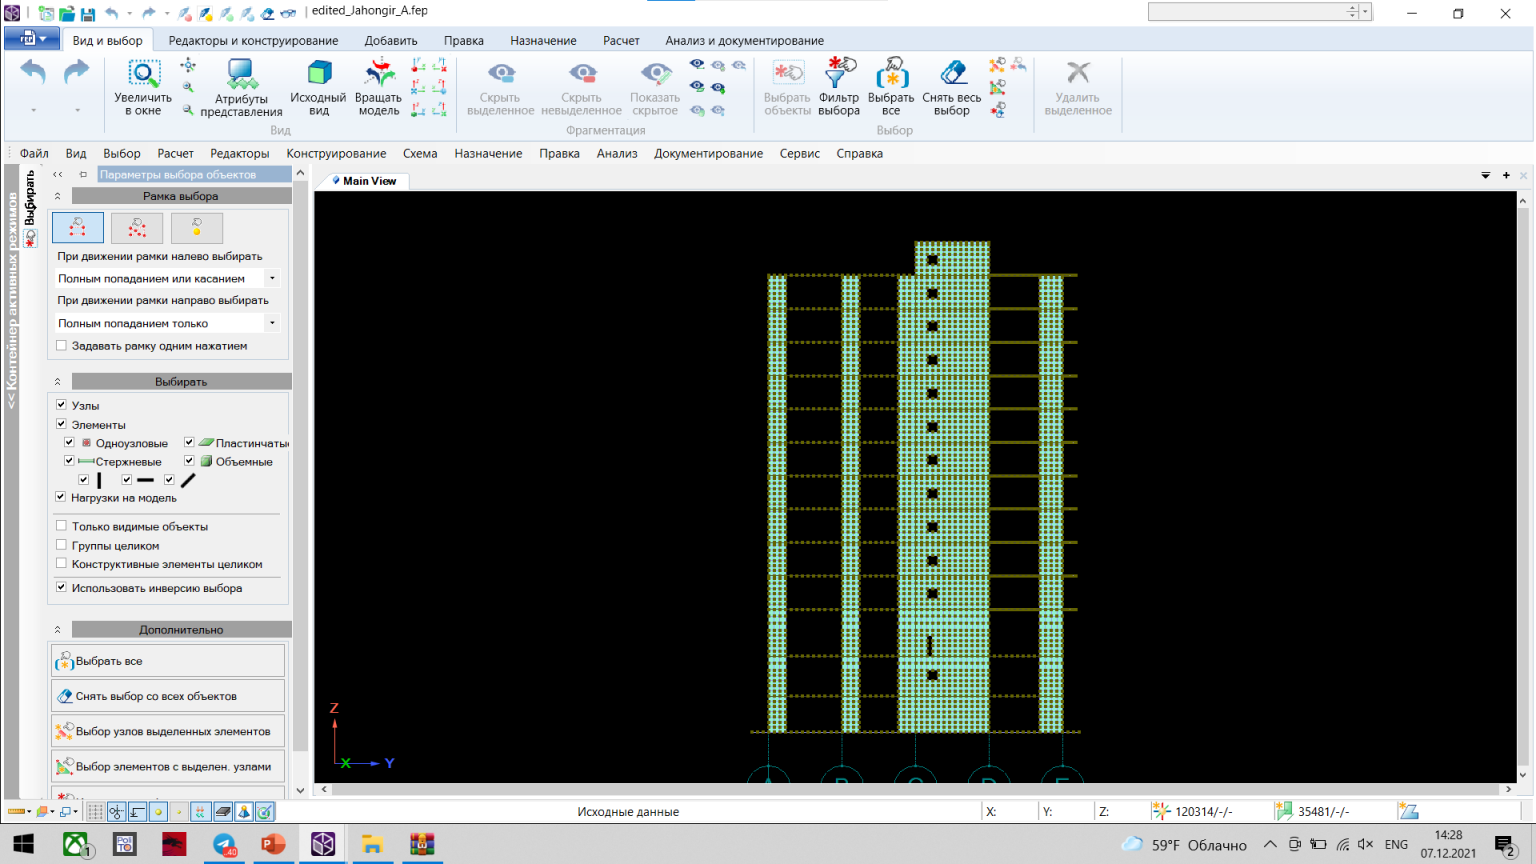 edited_Jahongir_A.fep
Вид и выбор
Редакторы и конструирование
Добавить
Правка
Назначение
Расчет
Анализ и документирование
Увеличить в окне
Атрибуты представления
Исходный вид
Вращать модель
Скрыть выделенное
Скрыть невыделенное
Показать скрытое
Выбрать объекты
Фильтр выбора
Выбрать все
Снять весь выбор
Удалить выделенное
Вид
Фрагментация
Выбор
Файл
Вид
Выбор
Расчет
Редакторы
Конструирование
Схема
Назначение
Правка
Анализ
Документирование
Сервис
Справка
<< Контейнер активных режимов
Выбирать
Параметры выбора объектов
Рамка выбора
При движении рамки налево выбирать
Полным попаданием или касанием
При движении рамки направо выбирать
Полным попаданием только
Задавать рамку одним нажатием
Выбирать
Узлы
Элементы
Одноузловые
Пластинчаты
Стержневые
Объемные
Нагрузки на модель
Только видимые объекты
Группы целиком
Конструктивные элементы целиком
Использовать инверсию выбора
Дополнительно
Выбрать все
Снять выбор со всех объектов
Выбор узлов выделенных элементов
Выбор элементов с выделен. узлами
Main View
Z
X
Y
A
B
C
D
E
Исходные данные
X:
Y:
Z:
120314/-/-
35481/-/-
1
PoliTO
40
59°F Облачно
ENG
14:28
07.12.2021
2